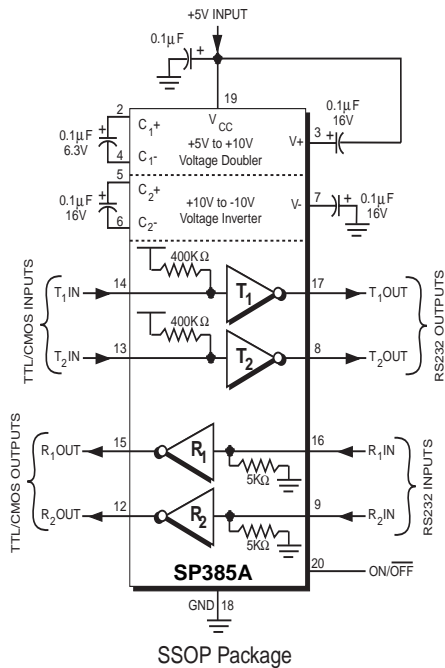 +5V INPUT
0.1µF +
19
0.1µF
16V
2
C1+
VCC
+5V to +10V
Voltage Doubler
V+
3
+
0.1µF
6.3V
+
4
C1-
5
C2+
0.1µF
16V
+
6
C2-
+10V to -10V
Voltage Inverter
V-
7
+
0.1µF
16V
400KΩ
TTL/CMOS INPUTS
T1IN
14
T1
17
T1OUT
RS232 OUTPUTS
400KΩ
T2IN
13
T2
8
T2OUT
TTL/CMOS OUTPUTS
R1OUT
15
R1
16
R1IN
RS232 INPUTS
5KΩ
R2OUT
12
R2
9
R2IN
5KΩ
SP385A
20
ON/OFF
GND
18
SSOP Package